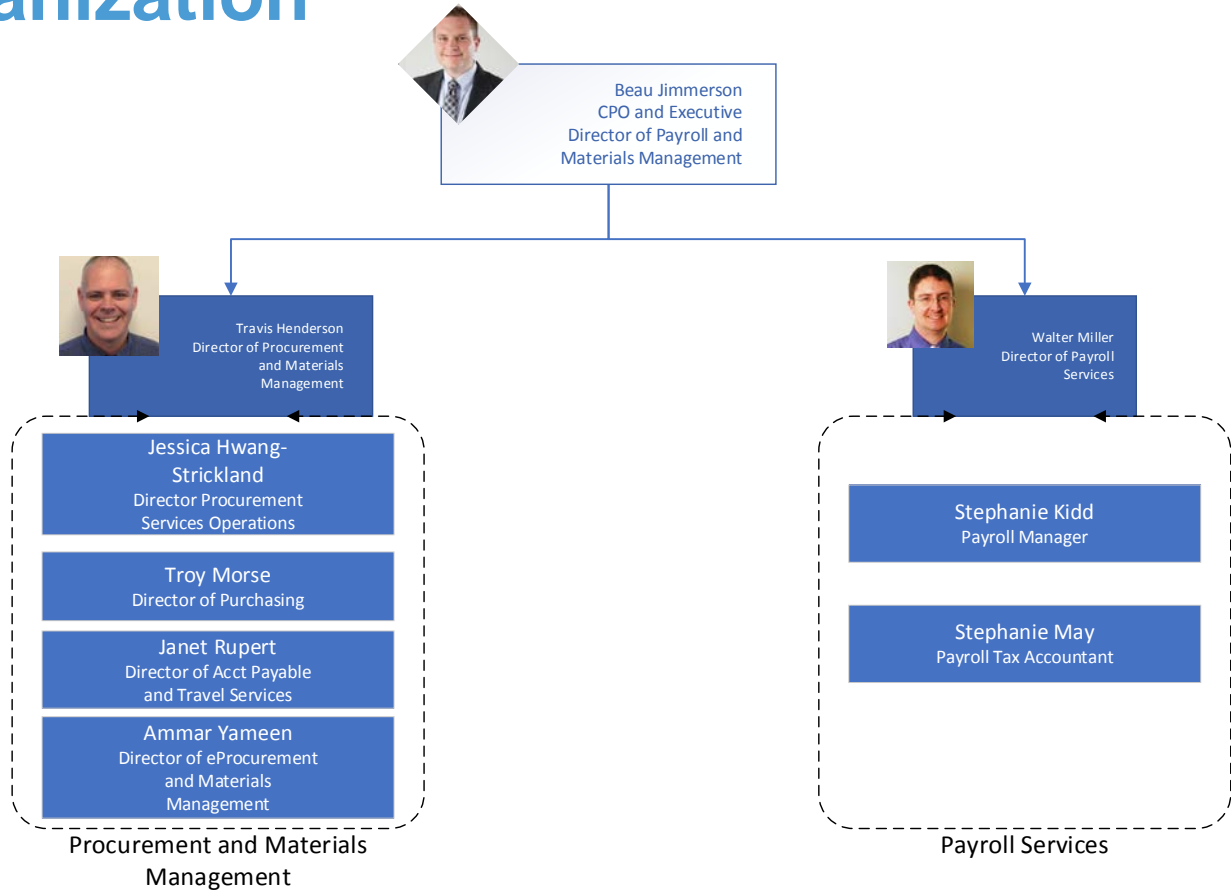 anization
Beau Jimmerson
CPO and Executive
Director of Payroll and
Materials Management
Travis Henderson
Director of Procurement
and Materials
Management
Walter Miller
Director of Payroll
Services
Jessica Hwang-
Strickland
Director Procurement
Services Operations
Troy Morse
Director of Purchasing
Janet Rupert
Director of Acct Payable
and Travel Services
Ammar Yameen
Director of eProcurement
and Materials
Management
Procurement and Materials
Management
Stephanie Kidd
Payroll Manager
Stephanie May
Payroll Tax Accountant
Payroll Services